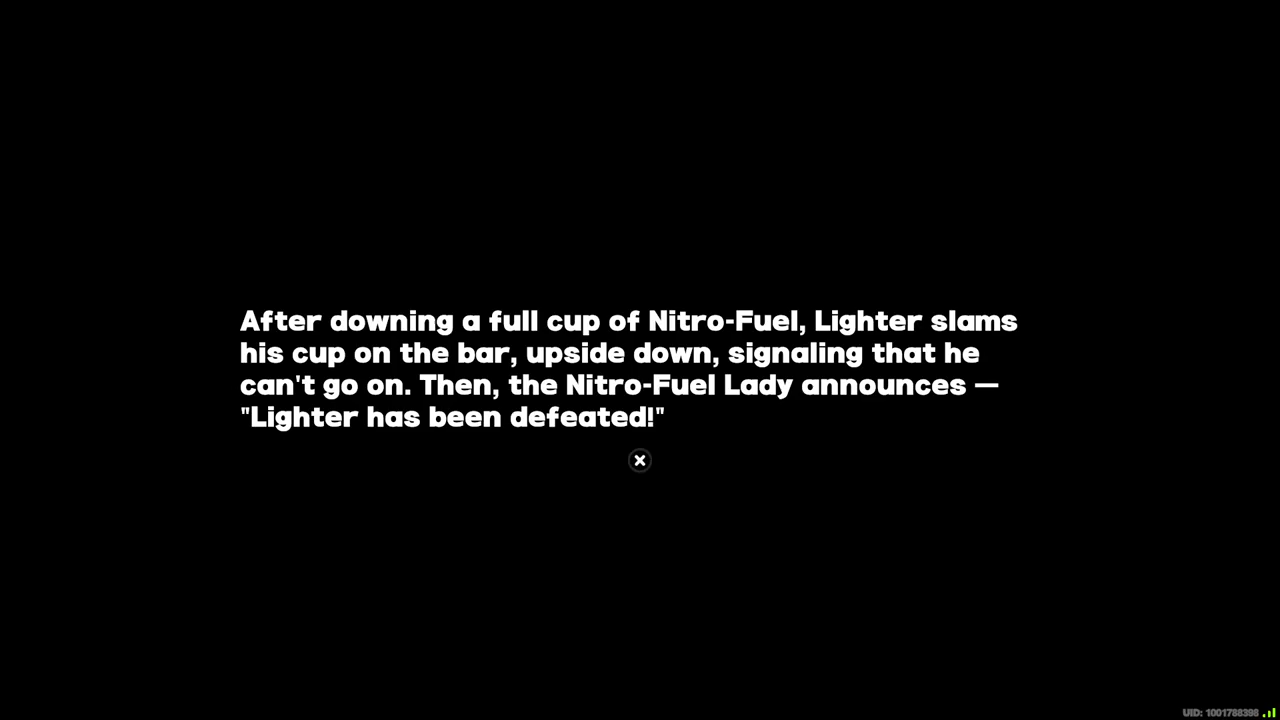 After downing a full cup of Nitro-Fuel, Lighter slams
his cup on the bar, upside down, signaling that he
can't go on. Then, the Nitro-Fuel Lady announces —
"Lighter has been defeated!"
UID: 1001788398